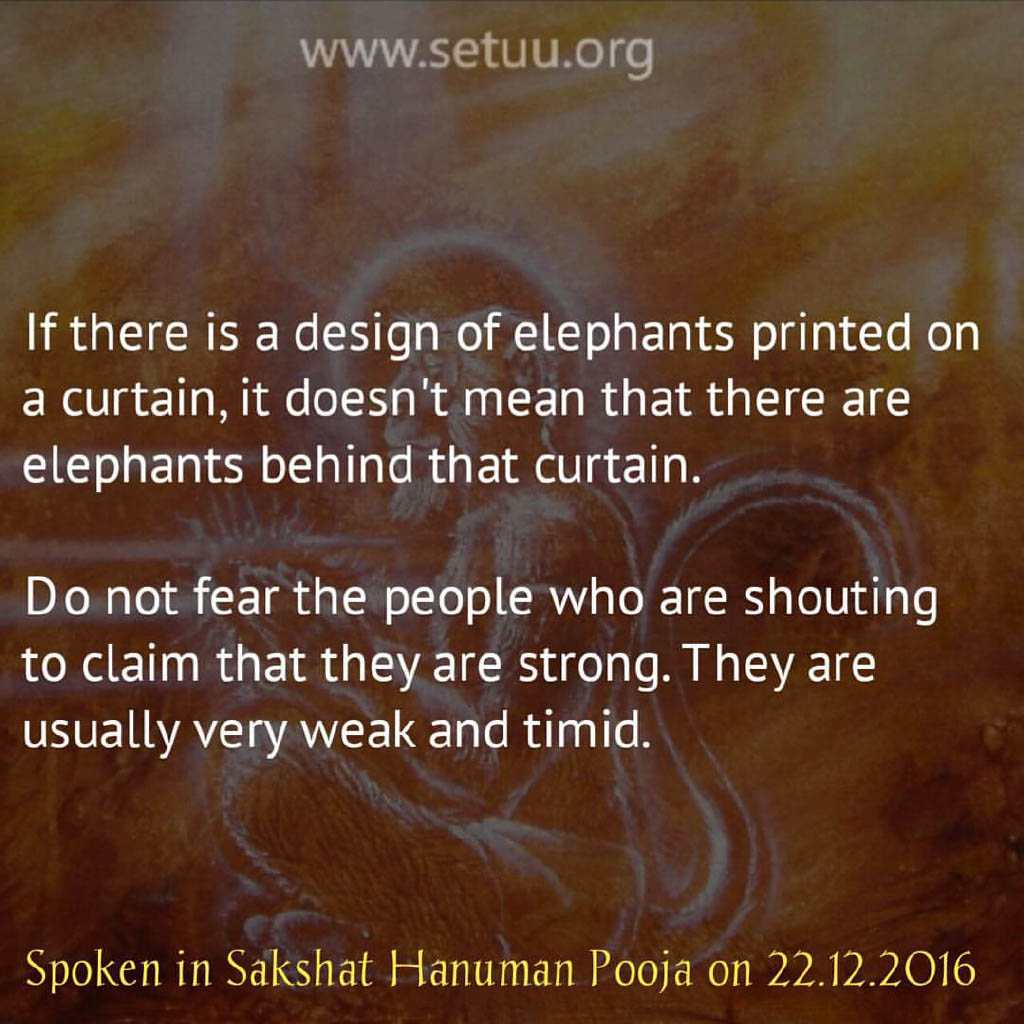 www.setuu.org
If there is a design of elephants printed on
a curtain, it doesn't mean that there are
elephants behind that curtain.
Do not fear the people who are shouting
to claim that they are strong. They are
usually very weak and timid.
Spoken in Sakshat Hanuman Pooja on 22.12.2016